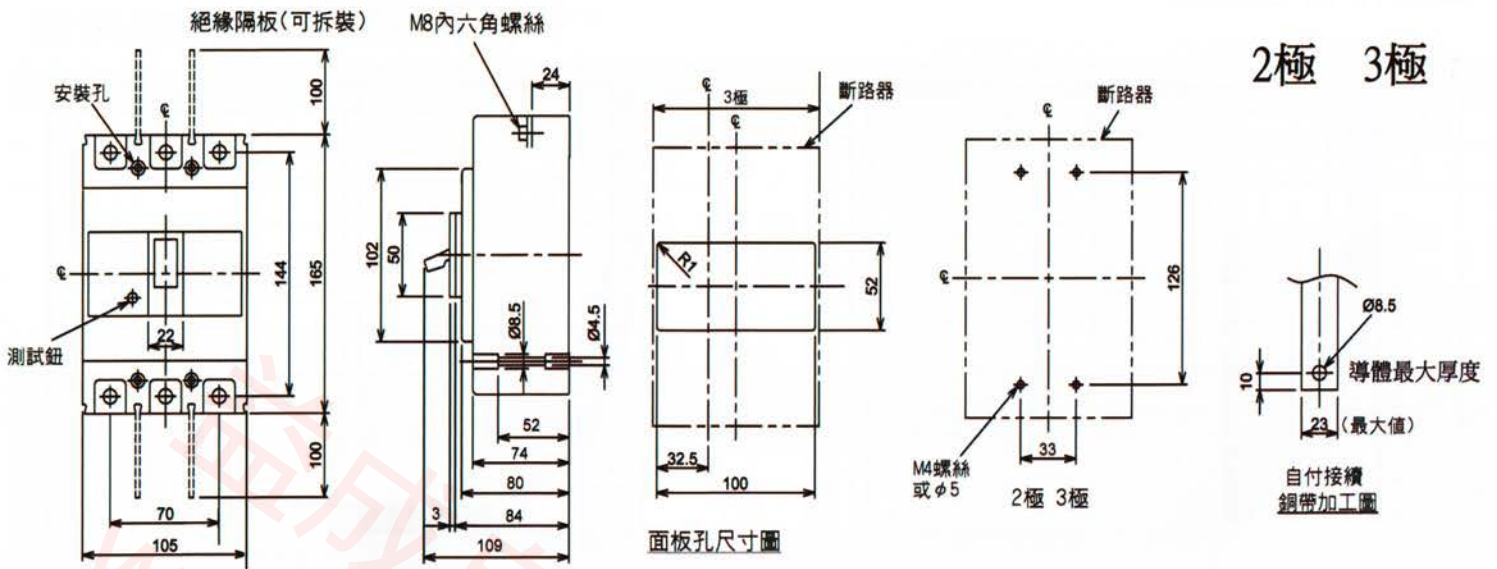 絕緣隔板(可拆裝)
M8內六角螺絲
2極 3極
安裝孔
℄
100
24
℄
3極
℄
斷路器
℄
斷路器
℄
144
165
102
50
Ø8.5
Ø4.5
R1
52
℄
126
Ø8.5
測試鈕
22
10
導體最大厚度
23 (最大值)
100
52
74
80
3
84
109
32.5
100
33
M4螺絲
或φ5
2極 3極
自付接續
銅帶加工圖
70
105
面板孔尺寸圖
益成